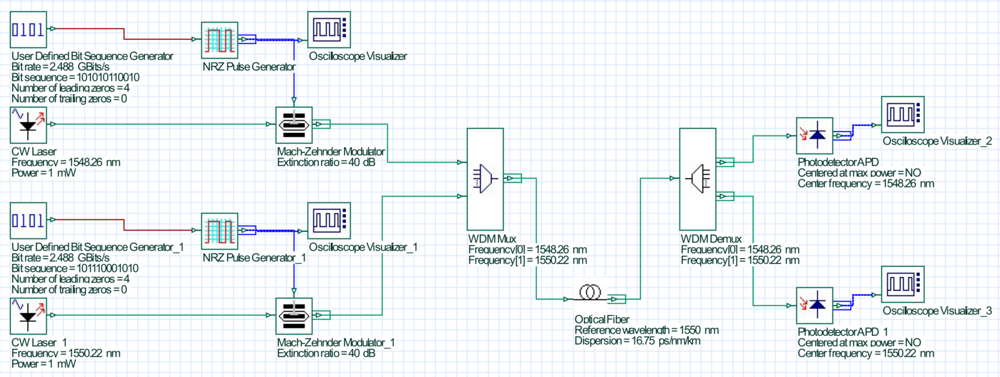 0101
User Defined Bit Sequence Generator
Bit rate = 2.488 GBits/s
Bit sequence = 101010110010
Number of leading zeros = 4
Number of trailing zeros = 0
NRZ Pulse Generator
Oscilloscope Visualizer
CW Laser
Frequency = 1548.26 nm
Power = 1 mW
Mach-Zehnder Modulator
Extinction ratio = 40 dB
0101
User Defined Bit Sequence Generator_1
Bit rate = 2.488 GBits/s
Bit sequence = 101110001010
Number of leading zeros = 4
Number of trailing zeros = 0
NRZ Pulse Generator_1
Oscilloscope Visualizer_1
CW Laser 1
Frequency = 1550.22 nm
Power = 1 mW
Mach-Zehnder Modulator_1
Extinction ratio = 40 dB
WDM Mux
Frequency[0] = 1548.26 nm
Frequency[1] = 1550.22 nm
Optical Fiber
Reference wavelength = 1550 nm
Dispersion = 16.75 ps/nm/km
WDM Demux
Frequency[0] = 1548.26 nm
Frequency[1] = 1550.22 nm
Photodetector APD
Centered at max power = NO
Center frequency = 1548.26 nm
Oscilloscope Visualizer_2
Photodetector APD 1
Centered at max power = NO
Center frequency = 1550.22 nm
Oscilloscope Visualizer_3